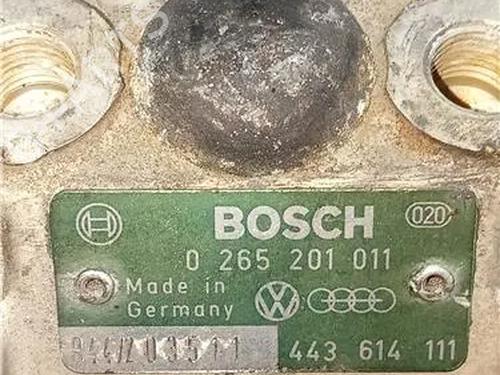 BOSCH 020
0 265 201 011
Made in
Germany
443 614 111